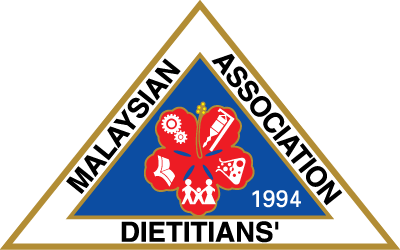 MALAYSIAN
ASSOCIATION
1994
DIETITIANS'